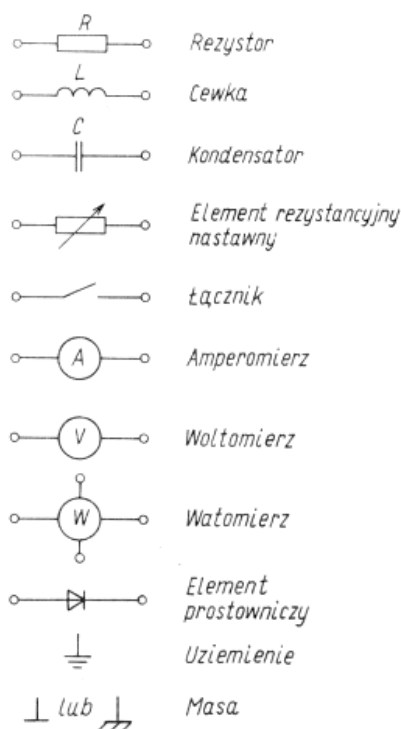 R
Rezystor
L
Cewka
C
Kondensator
Element rezystancyjny
nastawny
Łącznik
A
Amperomierz
V
Woltomierz
W
Watomierz
Element
prostowniczy
Uziemienie
lub
Masa